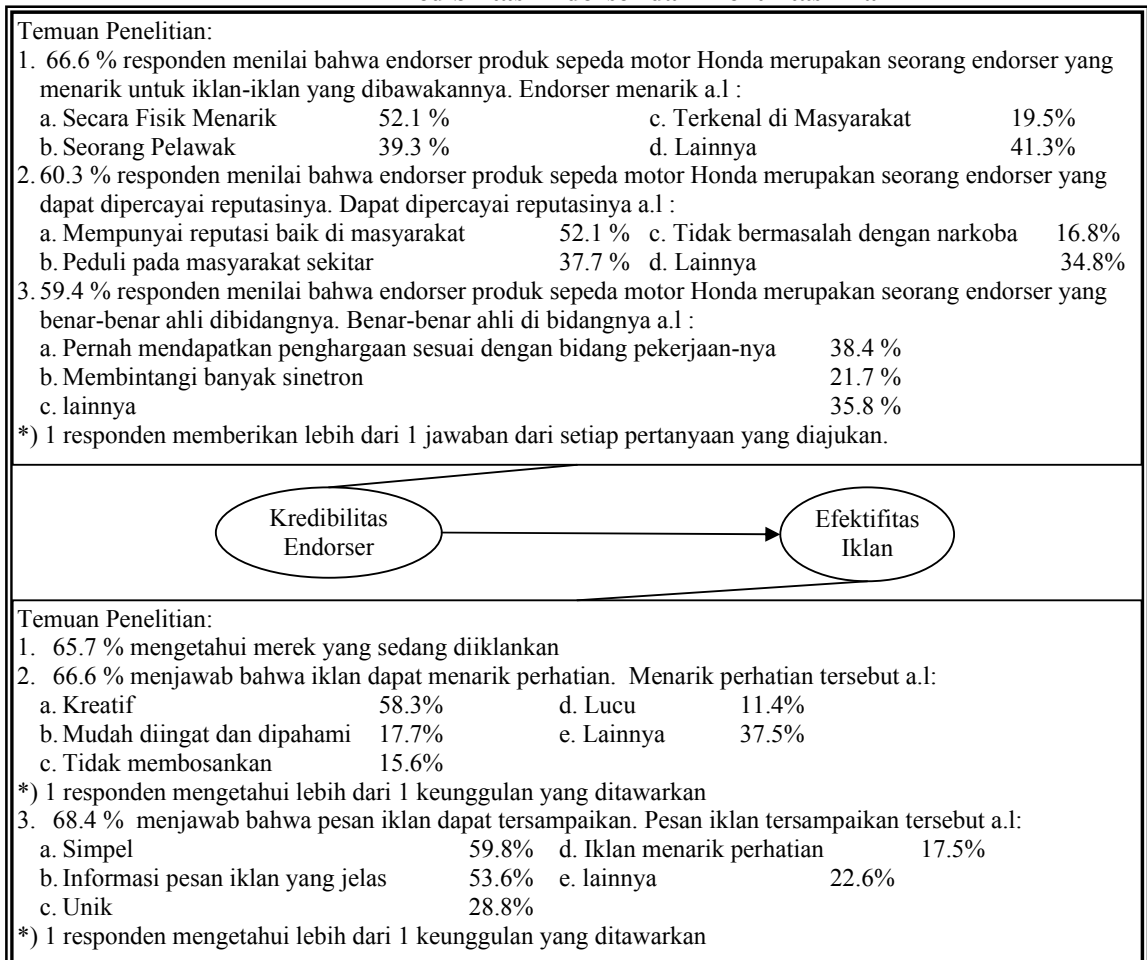 Temuan Penelitian:
1. 66.6 % responden menilai bahwa endorser produk sepeda motor Honda merupakan seorang endorser yang
menarik untuk iklan-iklan yang dibawakannya. Endorser menarik a.l :
a. Secara Fisik Menarik 52.1 % c. Terkenal di Masyarakat 19.5%
b. Seorang Pelawak 39.3 % d. Lainnya 41.3%
2. 60.3 % responden menilai bahwa endorser produk sepeda motor Honda merupakan seorang endorser yang
dapat dipercayai reputasinya. Dapat dipercayai reputasinya a.l :
a. Mempunyai reputasi baik di masyarakat 52.1 % c. Tidak bermasalah dengan narkoba 16.8%
b. Peduli pada masyarakat sekitar 37.7 % d. Lainnya 34.8%
3. 59.4 % responden menilai bahwa endorser produk sepeda motor Honda merupakan seorang endorser yang
benar-benar ahli dibidangnya. Benar-benar ahli di bidangnya a.l :
a. Pernah mendapatkan penghargaan sesuai dengan bidang pekerjaan-nya 38.4 %
b. Membintangi banyak sinetron 21.7 %
c. lainnya 35.8 %
*) 1 responden memberikan lebih dari 1 jawaban dari setiap pertanyaan yang diajukan.
Kredibilitas
Endorser
Efektifitas
Iklan
Temuan Penelitian:
1. 65.7 % mengetahui merek yang sedang diiklankan
2. 66.6 % menjawab bahwa iklan dapat menarik perhatian. Menarik perhatian tersebut a.l:
a. Kreatif 58.3% d. Lucu 11.4%
b. Mudah diingat dan dipahami 17.7% e. Lainnya 37.5%
c. Tidak membosankan 15.6%
*) 1 responden mengetahui lebih dari 1 keunggulan yang ditawarkan
3. 68.4 % menjawab bahwa pesan iklan dapat tersampaikan. Pesan iklan tersampaikan tersebut a.l:
a. Simpel 59.8% d. Iklan menarik perhatian 17.5%
b. Informasi pesan iklan yang jelas 53.6% e. lainnya 22.6%
c. Unik 28.8%
*) 1 responden mengetahui lebih dari 1 keunggulan yang ditawarkan